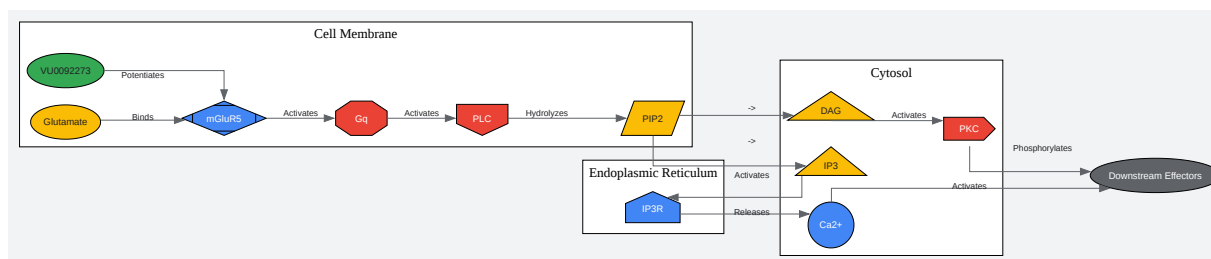 Cell Membrane
VU0092273
Potentiates
Glutamate
Binds
mGluR5
Activates
Gq
Activates
PLC
Hydrolyzes
PIP2
->
->
Cytosol
DAG
Activates
PKC
Phosphorylates
IP3
Activates
Endoplasmic Reticulum
IP3R
Releases
Ca2+
Activates
Downstream Effectors